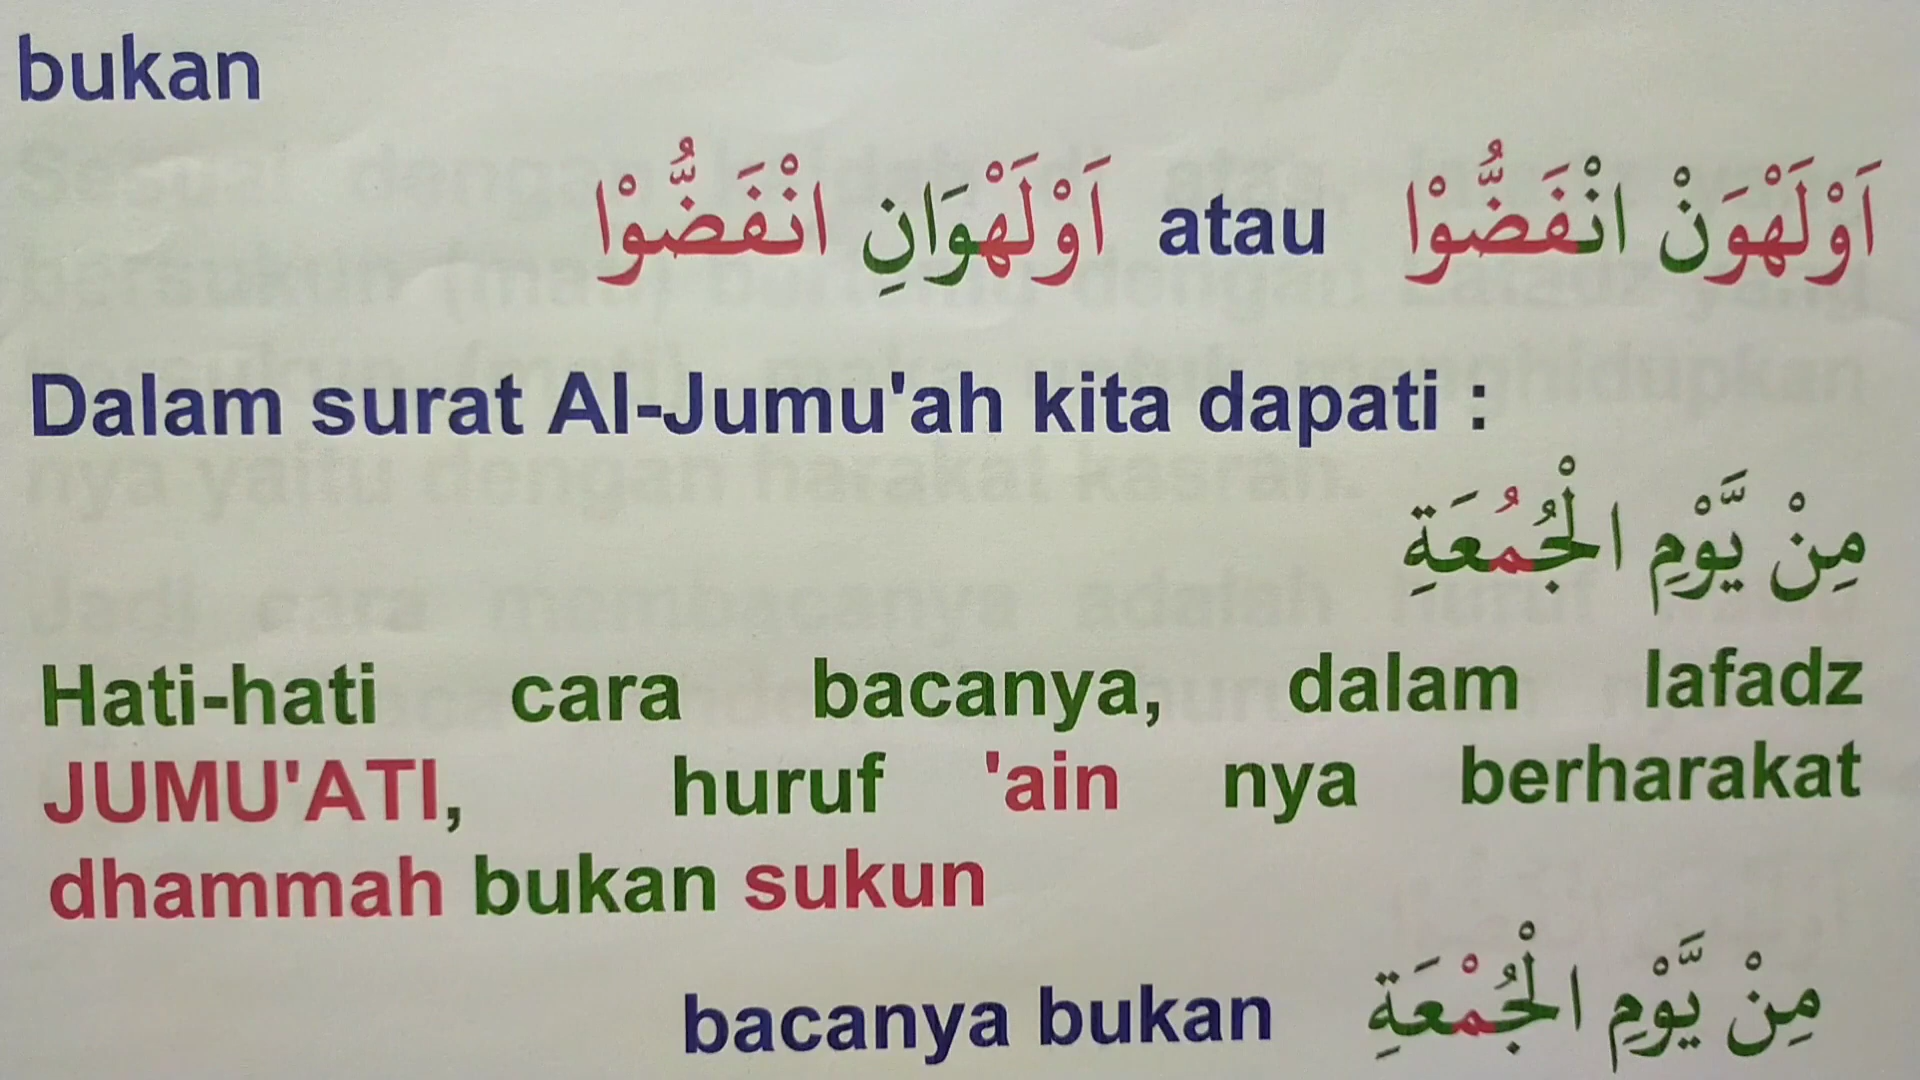 bukan
اَوْلَهْوَنْ انْفَضُّوْا atau اَوْلَهْوَانِ انْفَضُّوْا
Dalam surat Al-Jumu'ah kita dapati :
مِنْ يَّوْمِ الْجُمُعَةِ
Hati-hati cara bacanya, dalam lafadz
JUMU'ATI, huruf 'ain nya berharakat
dhammah bukan sukun
مِنْ يَّوْمِ الْجُمْعَةِ bacanya bukan